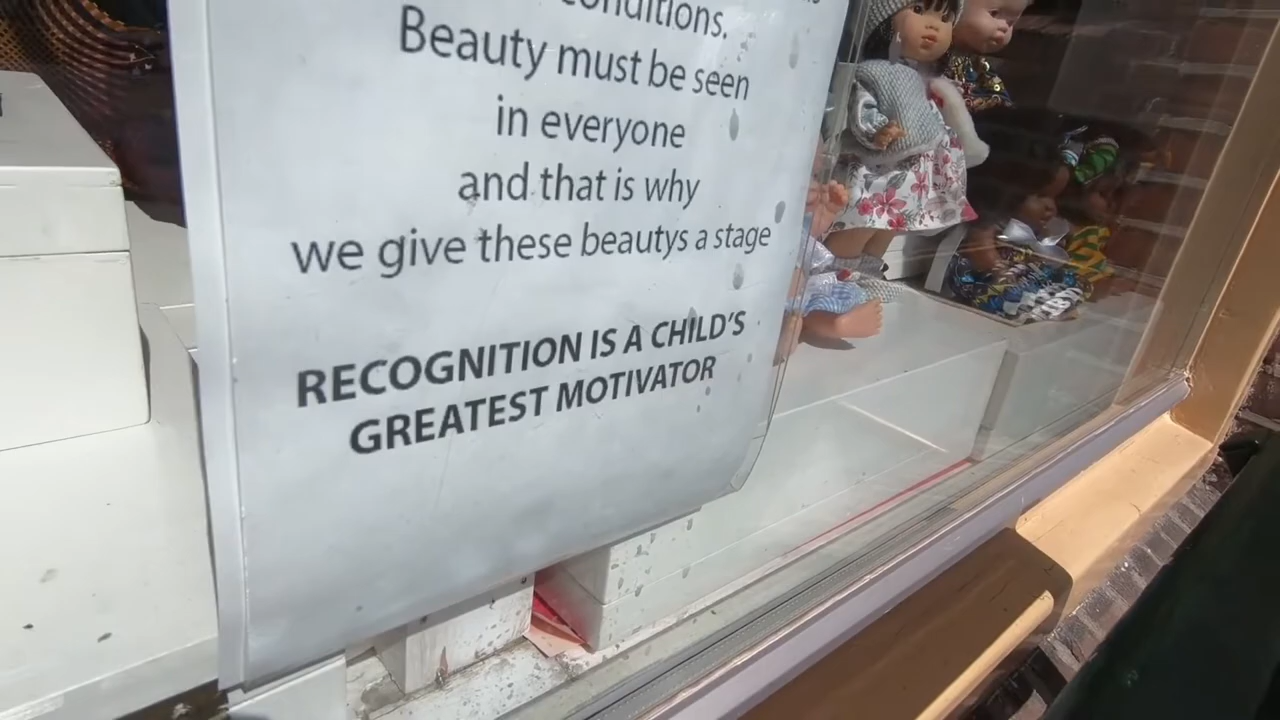 conditions.
Beauty must be seen
in everyone
and that is why
we give these beautys a stage
RECOGNITION IS A CHILD'S
GREATEST MOTIVATOR